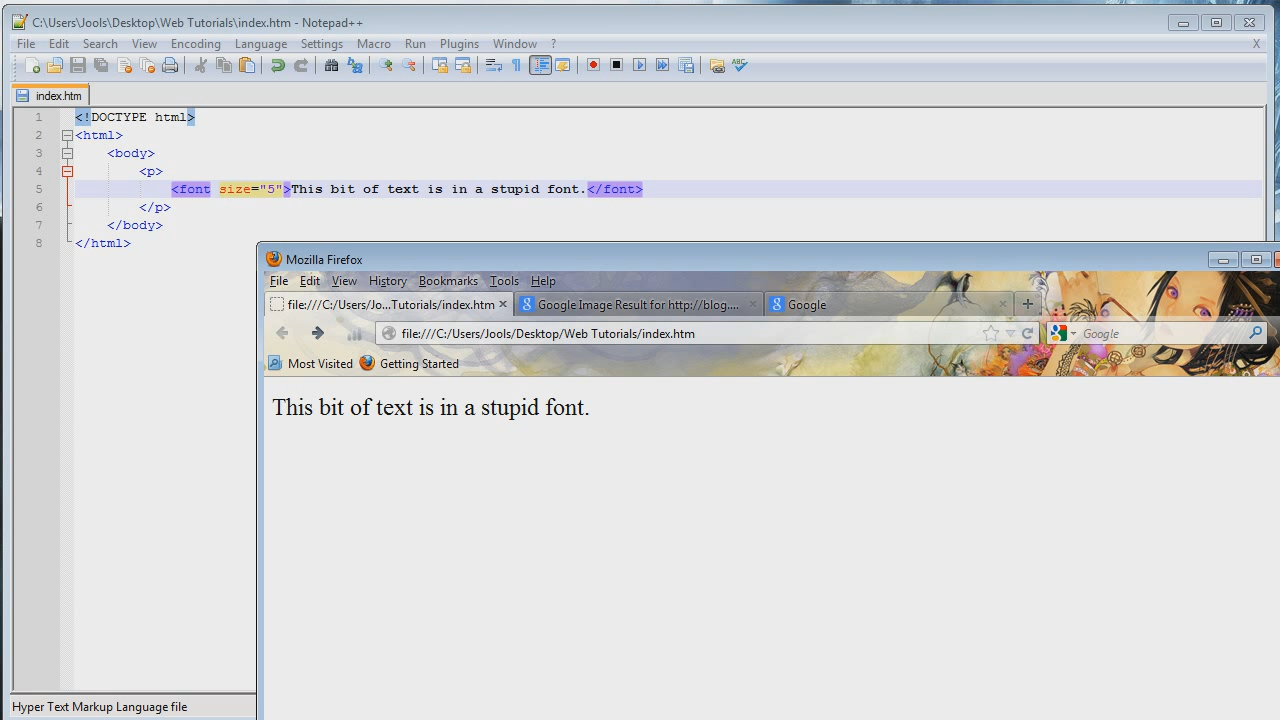 C:\Users\Jools\Desktop\Web Tutorials\index.htm - Notepad++
File Edit Search View Encoding Language Settings Macro Run Plugins Window ? X
index.htm
1 <!DOCTYPE html>
2 <html>
3 <body>
4 <p>
5 <font size="5">This bit of text is in a stupid font.</font>
6 </p>
7 </body>
8 </html>
Mozilla Firefox
File Edit View History Bookmarks Tools Help
file:///C:/Users/Jo...Tutorials/index.htm Google Image Result for http://blog.... Google
file:///C:/Users/Jools/Desktop/Web Tutorials/index.htm Google
Most Visited Getting Started
This bit of text is in a stupid font.
Hyper Text Markup Language file